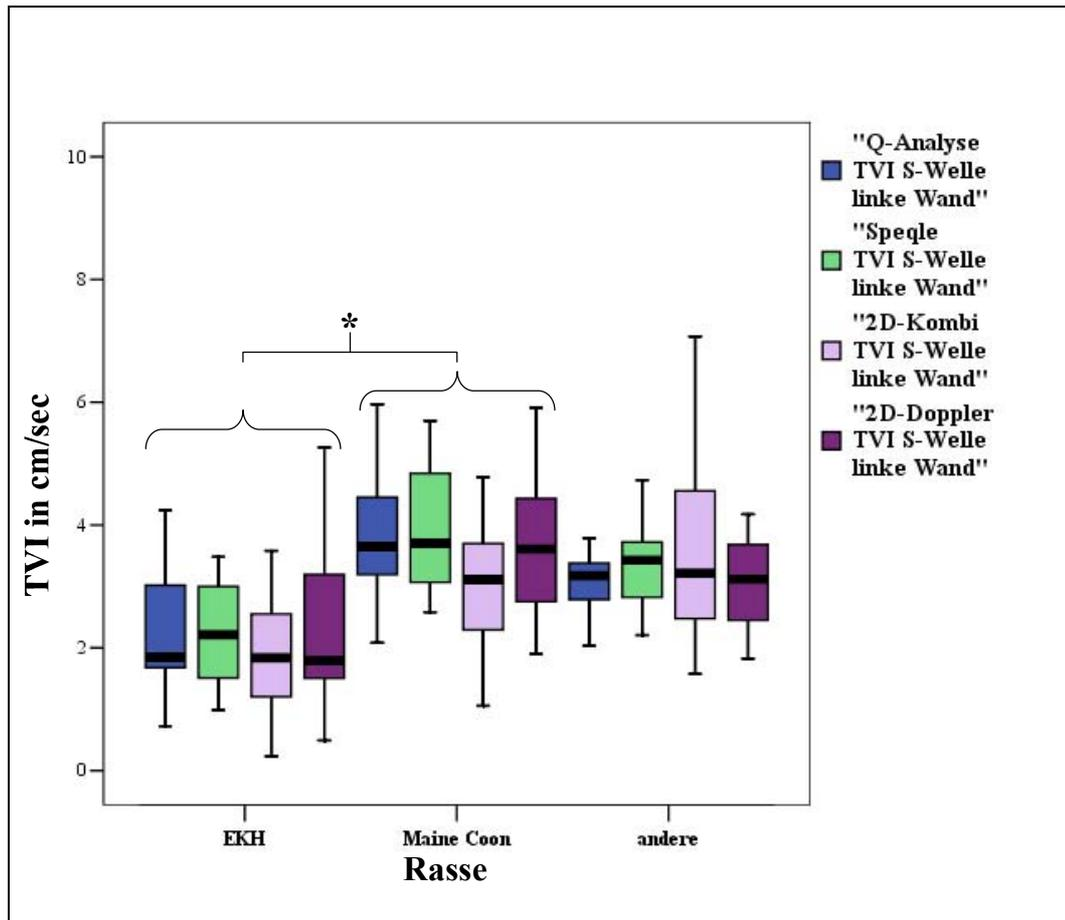 "Q-Analyse
TVI S-Welle
linke Wand"
"Speqle
TVI S-Welle
linke Wand"
"2D-Kombi
TVI S-Welle
linke Wand"
"2D-Doppler
TVI S-Welle
linke Wand"
TVI in cm/sec
10
8
6
4
2
0
*
EKH Maine Coon andere
Rasse